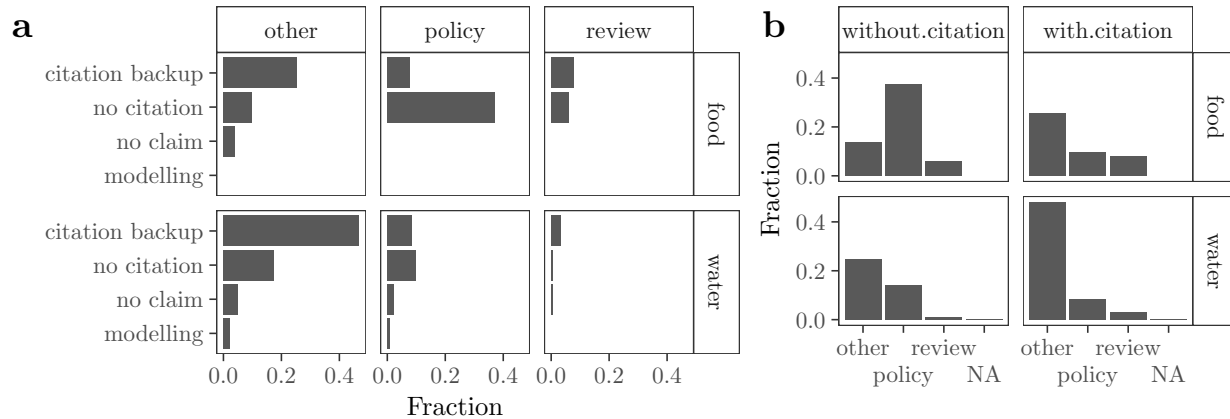 a
other policy review
citation backup
no citation
no claim
modelling
food
citation backup
no citation
no claim
modelling
water
0.0 0.2 0.4 0.0 0.2 0.4 0.0 0.2 0.4
Fraction
b
without.citation with.citation
0.4
0.2
0.0
food
Fraction
0.4
0.2
0.0
water
other review other review
policy NA policy NA